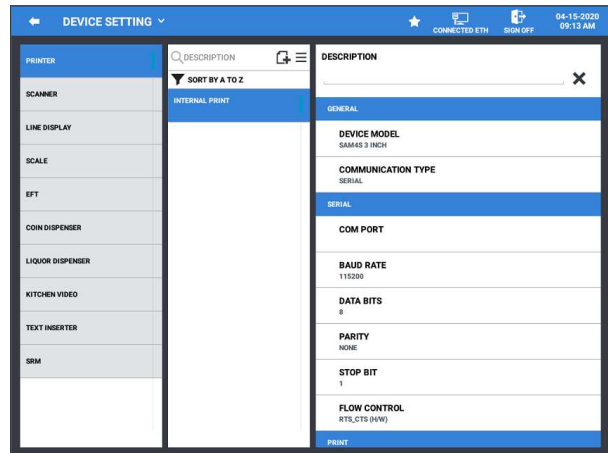 DEVICE SETTING
CONNECTED ETH
SIGN OFF
04-15-2020
09:13 AM
PRINTER
SCANNER
LINE DISPLAY
SCALE
EFT
COIN DISPENSER
LIQUOR DISPENSER
KITCHEN VIDEO
TEXT INSERTER
SRM
DESCRIPTION
SORT BY A TO Z
INTERNAL PRINT
DESCRIPTION
GENERAL
DEVICE MODEL
SAM4S 3 INCH
COMMUNICATION TYPE
SERIAL
SERIAL
COM PORT
BAUD RATE
115200
DATA BITS
8
PARITY
NONE
STOP BIT
1
FLOW CONTROL
RTS_CTS (H/W)
PRINT